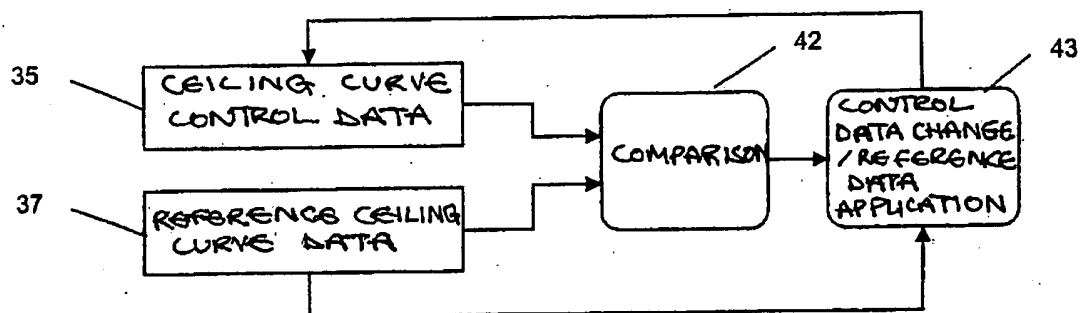 42
43
35
CEILING CURVE
CONTROL DATA
CONTROL
DATA CHANGE
/REFERENCE
DATA
APPLICATION
COMPARISON
37
REFERENCE CEILING
CURVE DATA